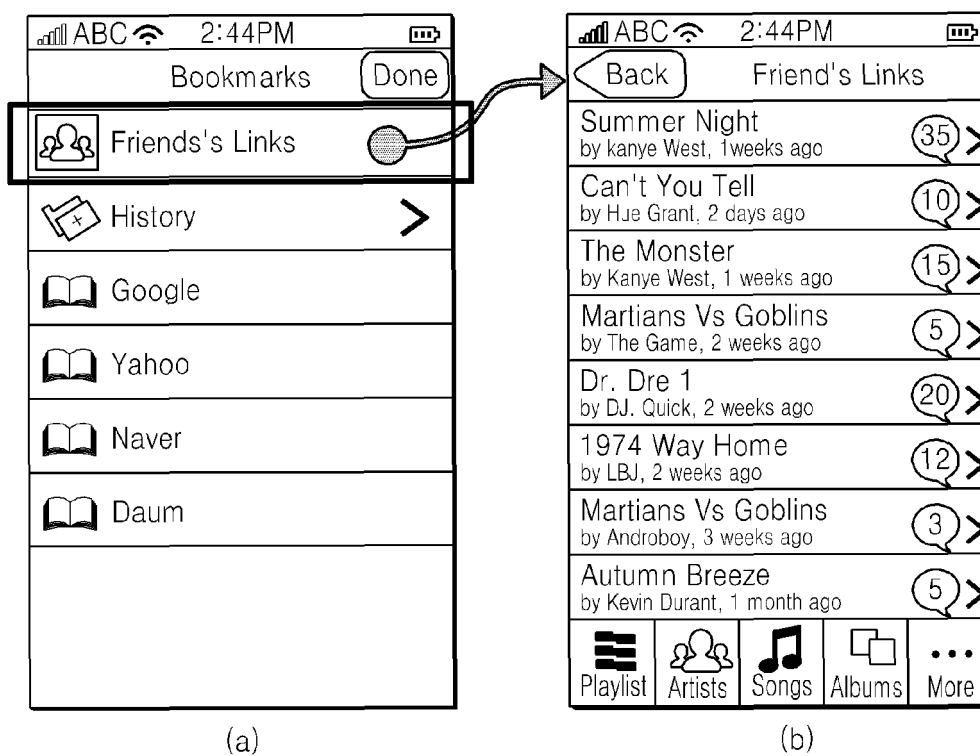 ABC 2:44PM
Bookmarks Done
Friends's Links
History
Google
Yahoo
Naver
Daum
(a)
ABC 2:44PM
Back Friend's Links
Summer Night
by kanye West, 1weeks ago
35
Can't You Tell
by Hue Grant, 2 days ago
10
The Monster
by Kanye West, 1 weeks ago
15
Martians Vs Goblins
by The Game, 2 weeks ago
5
Dr. Dre 1
by DJ. Quick, 2 weeks ago
20
1974 Way Home
by LBJ, 2 weeks ago
12
Martians Vs Goblins
by Androboy, 3 weeks ago
3
Autumn Breeze
by Kevin Durant, 1 month ago
5
Playlist Artists Songs Albums More
(b)